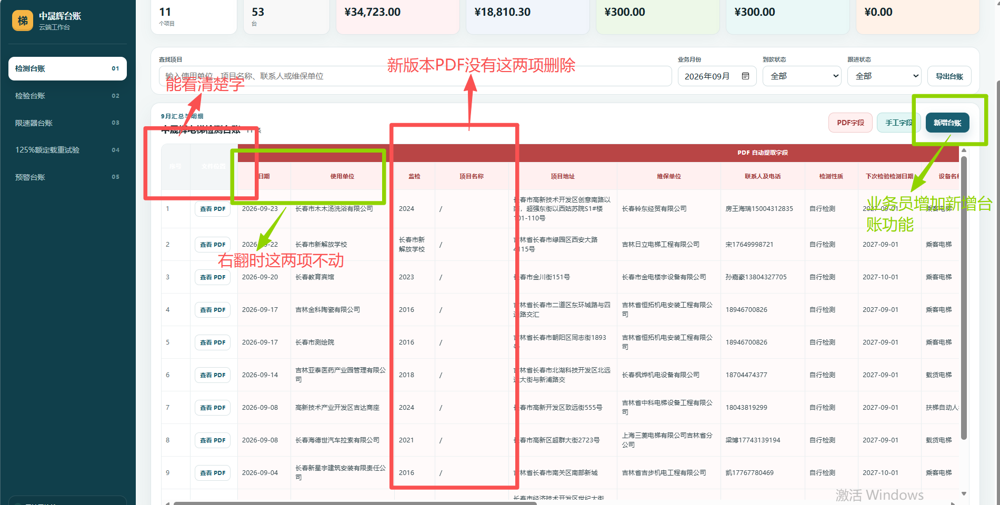 梯
中晟辉台账
云端工作台
检测台账 01
检验台账 02
限速器台账 03
125%额定载重试验 04
预警台账 05
11
个项目
53
台
¥34,723.00
¥18,810.30
¥300.00
¥300.00
¥0.00
查找项目
输入使用单位、项目名称、联系人或维保单位
业务月份
2026年09月
到款状态
全部
跟进状态
全部
导出台账
新版本PDF没有这两项删除
能看清楚字
9月汇总与明细
中晟辉电梯检测台账
PDF字段
手工字段
新增台账
序号
PDF 自动提取字段
日期 使用单位 监检 项目名称 项目地址 维保单位 联系人及电话 检测性质 下次检验检测日期 设备名称
1 查看 PDF 2026-09-23 长春市木木汤洗浴有限公司 2024 / 长春市高新技术开发区创意南路以南，超强东街以西姑苏院S1#楼101-110号 长春铃东经贸有限公司 房王海瑞15004312835 自行检测 2027-09-01 乘客电梯
2 查看 PDF 2026-09-22 长春市新解放学校 长春市新解放学校 / 吉林省长春市绿园区西安大路4115号 吉林日立电梯工程有限公司 宋17649998721 自行检测 2027-09-01 乘客电梯
3 查看 PDF 2026-09-20 长春教育宾馆 2023 / 长春市金川街151号 长春市金电楼宇设备有限公司 孙嘉豪13804327705 自行检测 2027-10-01 乘客电梯
4 查看 PDF 2026-09-17 吉林金科陶瓷有限公司 2016 / 吉林省长春市二道区东环城路与四通路交汇 吉林省恒拓机电安装工程有限公司 18946700826 自行检测 2027-09-01 乘客电梯
5 查看 PDF 2026-09-17 长春市测绘院 2016 / 吉林省长春市朝阳区同志街1893号 吉林省恒拓机电安装工程有限公司 18946700826 自行检测 2027-09-01 乘客电梯
6 查看 PDF 2026-09-14 吉林亚泰医药产业园管理有限公司 2018 / 吉林省长春市北湖科技开发区北远达大街与新浦路交 长春枫烨机电设备有限公司 18704474377 自行检测 2027-09-01 载货电梯
7 查看 PDF 2026-09-08 高新技术产业开发区吉达商座 2024 / 长春市高新开发区致远街555号 吉林省中科电梯设备工程有限公司 18043819299 自行检测 2027-09-01 扶梯自动人
8 查看 PDF 2026-09-08 长春海德世汽车拉索有限公司 2021 / 长春市高新区超群大街2723号 上海三菱电梯有限公司吉林省分公司 梁博17743139194 自行检测 2027-09-01 载货电梯
9 查看 PDF 2026-09-04 长春新星宇建筑安装有限责任公司 2016 / 吉林省长春市南关区南部新城 吉林省吉步机电工程有限公司 凯17767780469 自行检测 2027-10-01 乘客电梯
长春市经济技术开发区世纪大街
右翻时这两项不动
业务员增加新增台
账功能
激活 Windows